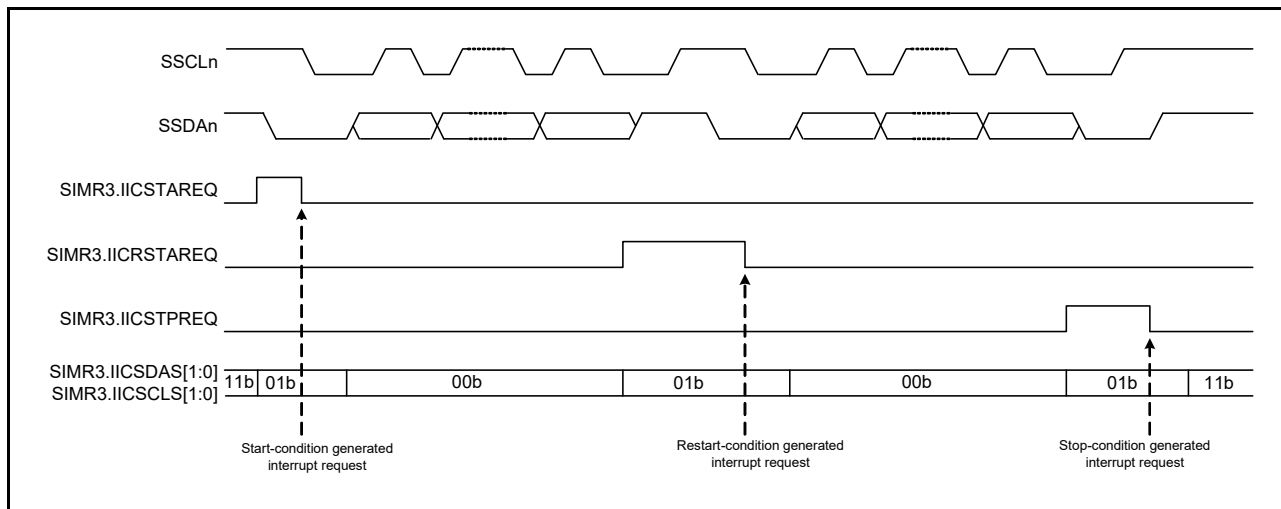 SSCLn
SSDAn
SIMR3.IICSTAREQ
SIMR3.IICRSTAREQ
SIMR3.IICSTPREQ
SIMR3.IICSDAS[1:0]
SIMR3.IICSCLS[1:0]
11b 01b 00b 01b 00b 01b 11b
Start-condition generated
interrupt request
Restart-condition generated
interrupt request
Stop-condition generated
interrupt request